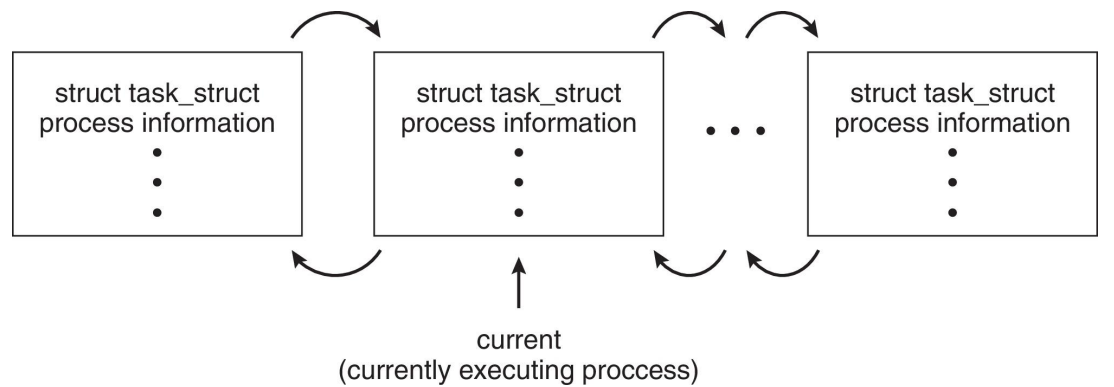 struct task_struct
process information
struct task_struct
process information
struct task_struct
process information
current
(currently executing proccess)